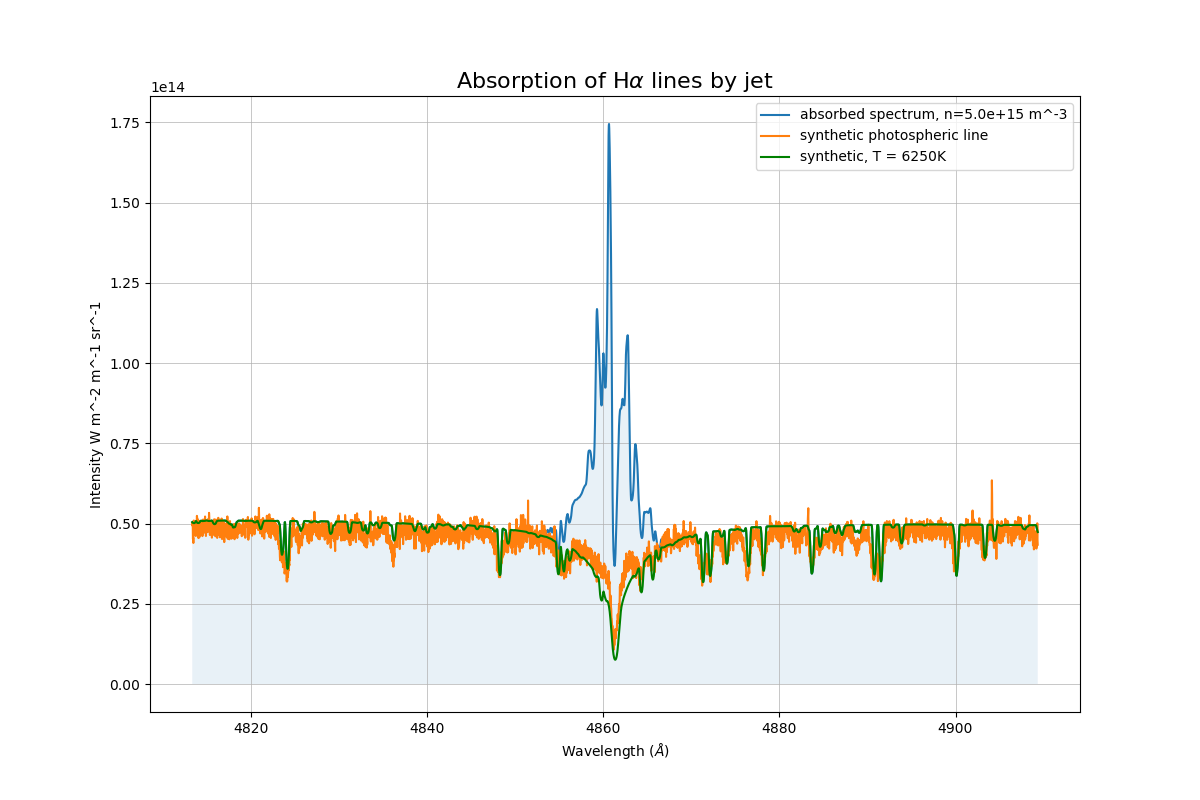 Absorption of Hα lines by jet
1e14
absorbed spectrum, n=5.0e+15 m^-3
synthetic photospheric line
synthetic, T = 6250K
Intensity W m^-2 m^-1 sr^-1
1.75
1.50
1.25
1.00
0.75
0.50
0.25
0.00
4820 4840 4860 4880 4900
Wavelength (Å)